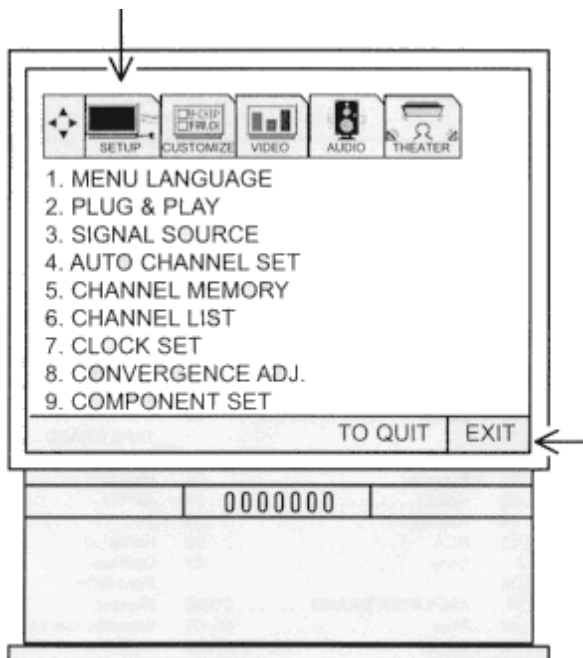 SETUP CUSTOMIZE VIDEO AUDIO THEATER
1. MENU LANGUAGE
2. PLUG & PLAY
3. SIGNAL SOURCE
4. AUTO CHANNEL SET
5. CHANNEL MEMORY
6. CHANNEL LIST
7. CLOCK SET
8. CONVERGENCE ADJ.
9. COMPONENT SET
TO QUIT EXIT
0000000